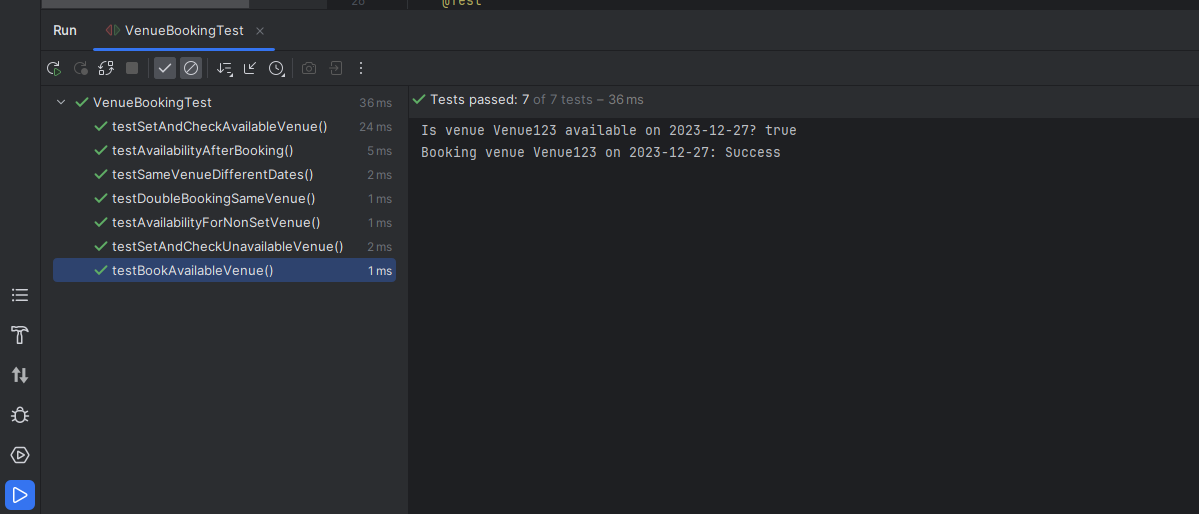 26
@Test
Run
VenueBookingTest
VenueBookingTest 36 ms
testSetAndCheckAvailableVenue() 24 ms
testAvailabilityAfterBooking() 5 ms
testSameVenueDifferentDates() 2 ms
testDoubleBookingSameVenue() 1 ms
testAvailabilityForNonSetVenue() 1 ms
testSetAndCheckUnavailableVenue() 2 ms
testBookAvailableVenue() 1 ms
Tests passed: 7 of 7 tests – 36 ms
Is venue Venue123 available on 2023-12-27? true
Booking venue Venue123 on 2023-12-27: Success